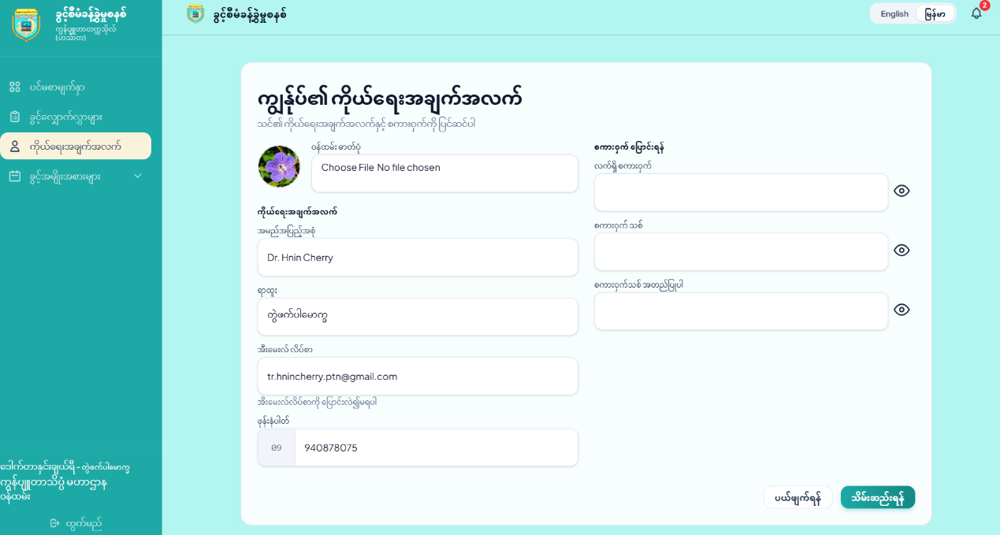 ခွင့်စီမံခန့်ခွဲမှုစနစ်
ကွန်ပျူတာတက္ကသိုလ်
(ဟင်္သာတ)
ပင်မစာမျက်နှာ
ခွင့်လျှောက်လွှာများ
ကိုယ်ရေးအချက်အလက်
ခွင့်အမျိုးအစားများ
ဒေါက်တာနှင်းချယ်ရီ - တွဲဖက်ပါမောက္ခ
ကွန်ပျူတာသိပ္ပံ မဟာဌာန
ဝန်ထမ်း
ထွက်မည်
ခွင့်စီမံခန့်ခွဲမှုစနစ်
English
မြန်မာ
2
ကျွန်ုပ်၏ ကိုယ်ရေးအချက်အလက်
သင်၏ ကိုယ်ရေးအချက်အလက်နှင့် စကားဝှက်ကို ပြင်ဆင်ပါ
ဝန်ထမ်း ဓာတ်ပုံ
Choose File No file chosen
ကိုယ်ရေးအချက်အလက်
အမည်အပြည့်အစုံ
Dr. Hnin Cherry
ရာထူး
တွဲဖက်ပါမောက္ခ
အီးမေးလ် လိပ်စာ
tr.hnincherry.ptn@gmail.com
အီးမေးလ်လိပ်စာကို ပြောင်းလဲ၍မရပါ
ဖုန်းနံပါတ်
09
940878075
စကားဝှက် ပြောင်းရန်
လက်ရှိ စကားဝှက်
စကားဝှက် သစ်
စကားဝှက်သစ် အတည်ပြုပါ
ပယ်ဖျက်ရန်
သိမ်းဆည်းရန်